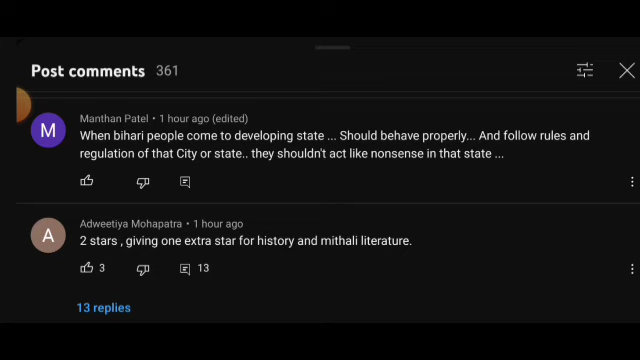 Post comments 361
M
Manthan Patel • 1 hour ago (edited)
When bihari people come to developing state ... Should behave properly... And follow rules and
regulation of that City or state.. they shouldn't act like nonsense in that state ...
A
Adweetiya Mohapatra • 1 hour ago
2 stars , giving one extra star for history and mithali literature.
3 13
13 replies